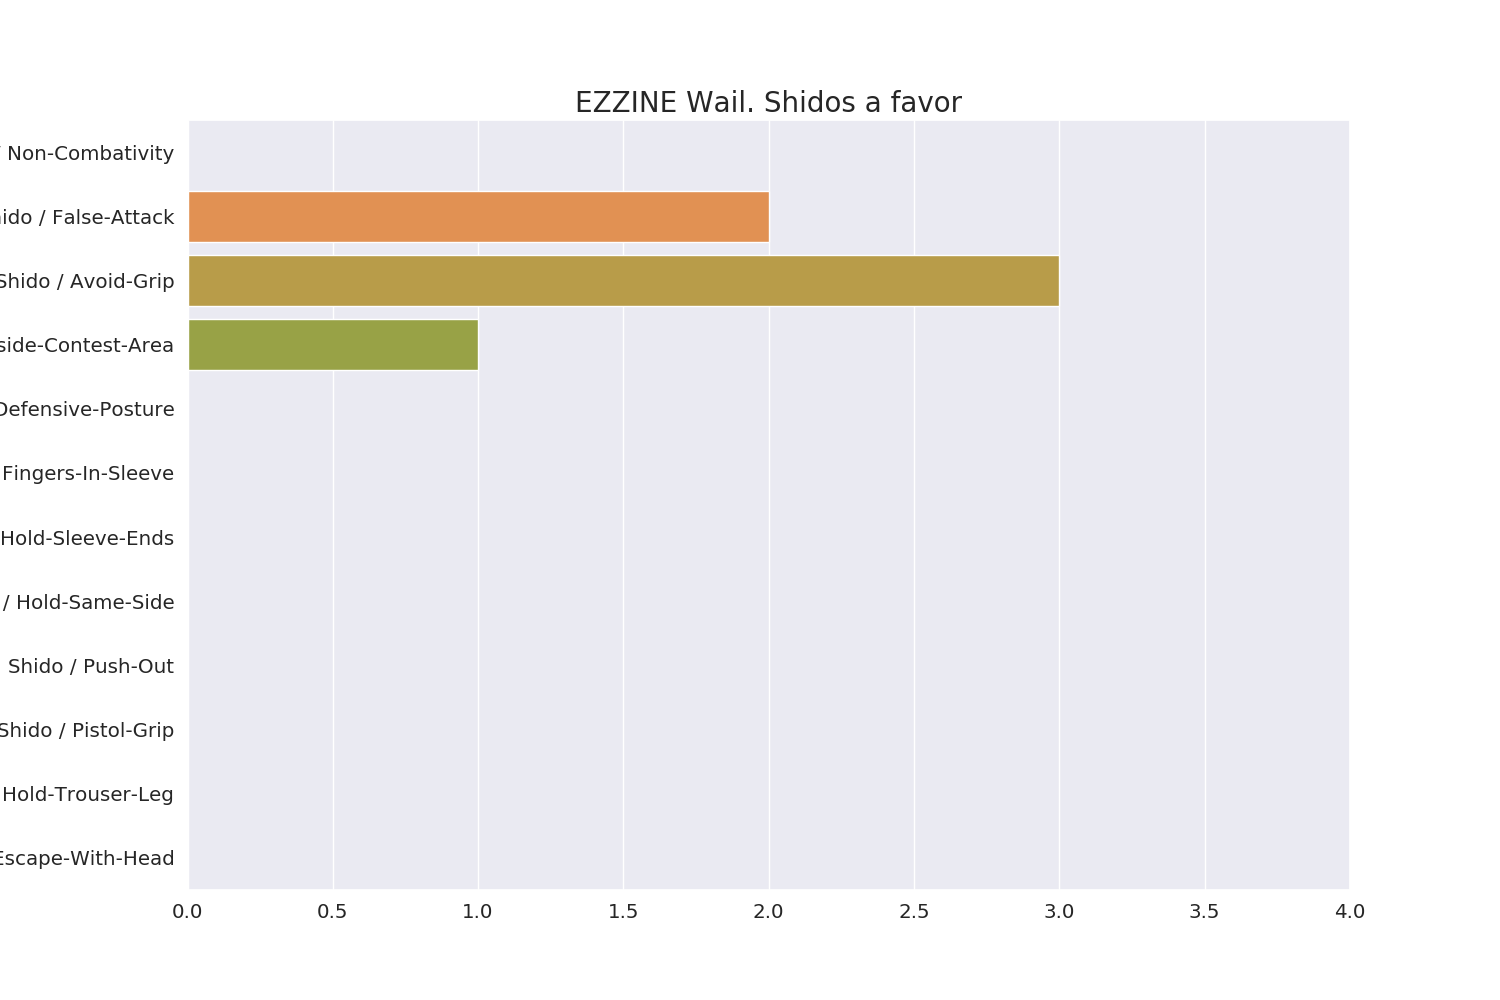 EZZINE Wail. Shidos a favor
/ Non-Combativity
ido / False-Attack
Shido / Avoid-Grip
side-Contest-Area
Defensive-Posture
Fingers-In-Sleeve
Hold-Sleeve-Ends
/ Hold-Same-Side
Shido / Push-Out
Shido / Pistol-Grip
Hold-Trouser-Leg
Escape-With-Head
0.0 0.5 1.0 1.5 2.0 2.5 3.0 3.5 4.0